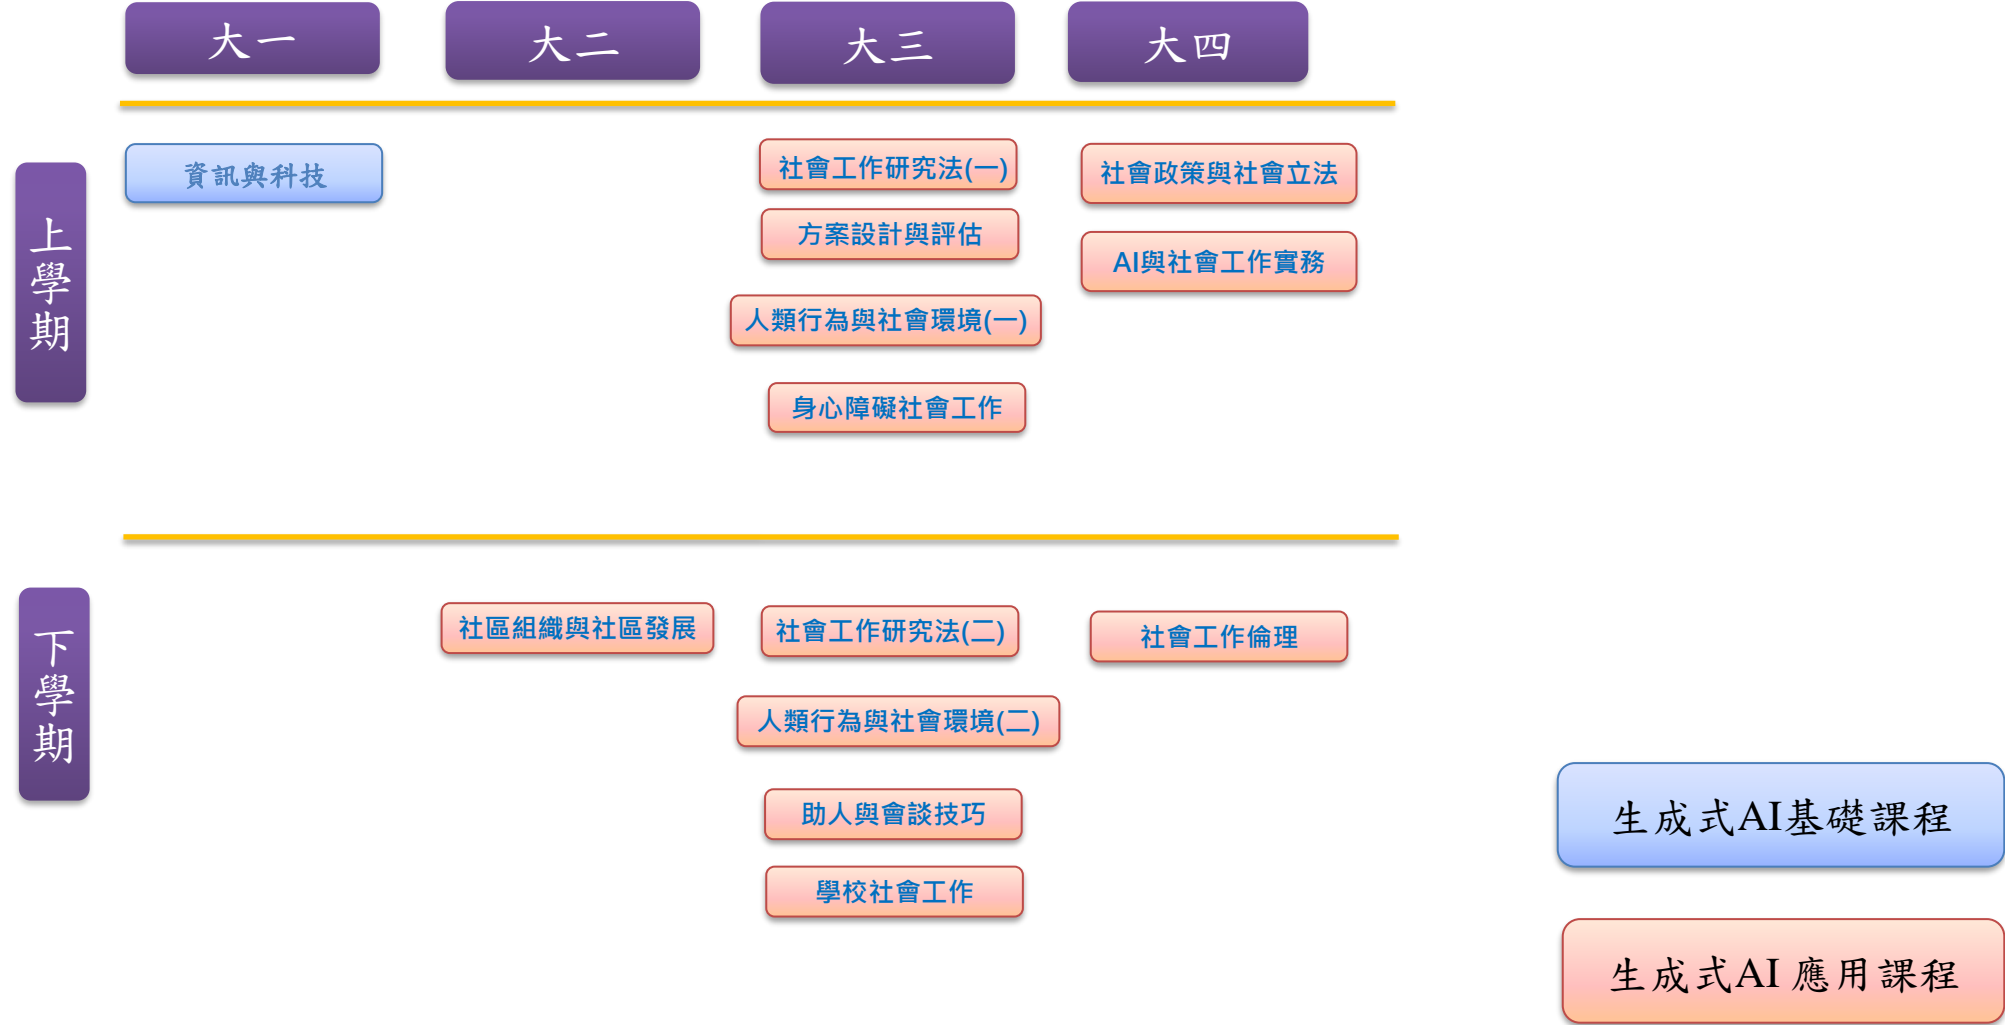 大一
大二
大三
大四
上學期
資訊與科技
社會工作研究法(一)
社會政策與社會立法
方案設計與評估
AI與社會工作實務
人類行為與社會環境(一)
身心障礙社會工作
下學期
社區組織與社區發展
社會工作研究法(二)
社會工作倫理
人類行為與社會環境(二)
助人與會談技巧
學校社會工作
生成式AI基礎課程
生成式AI 應用課程